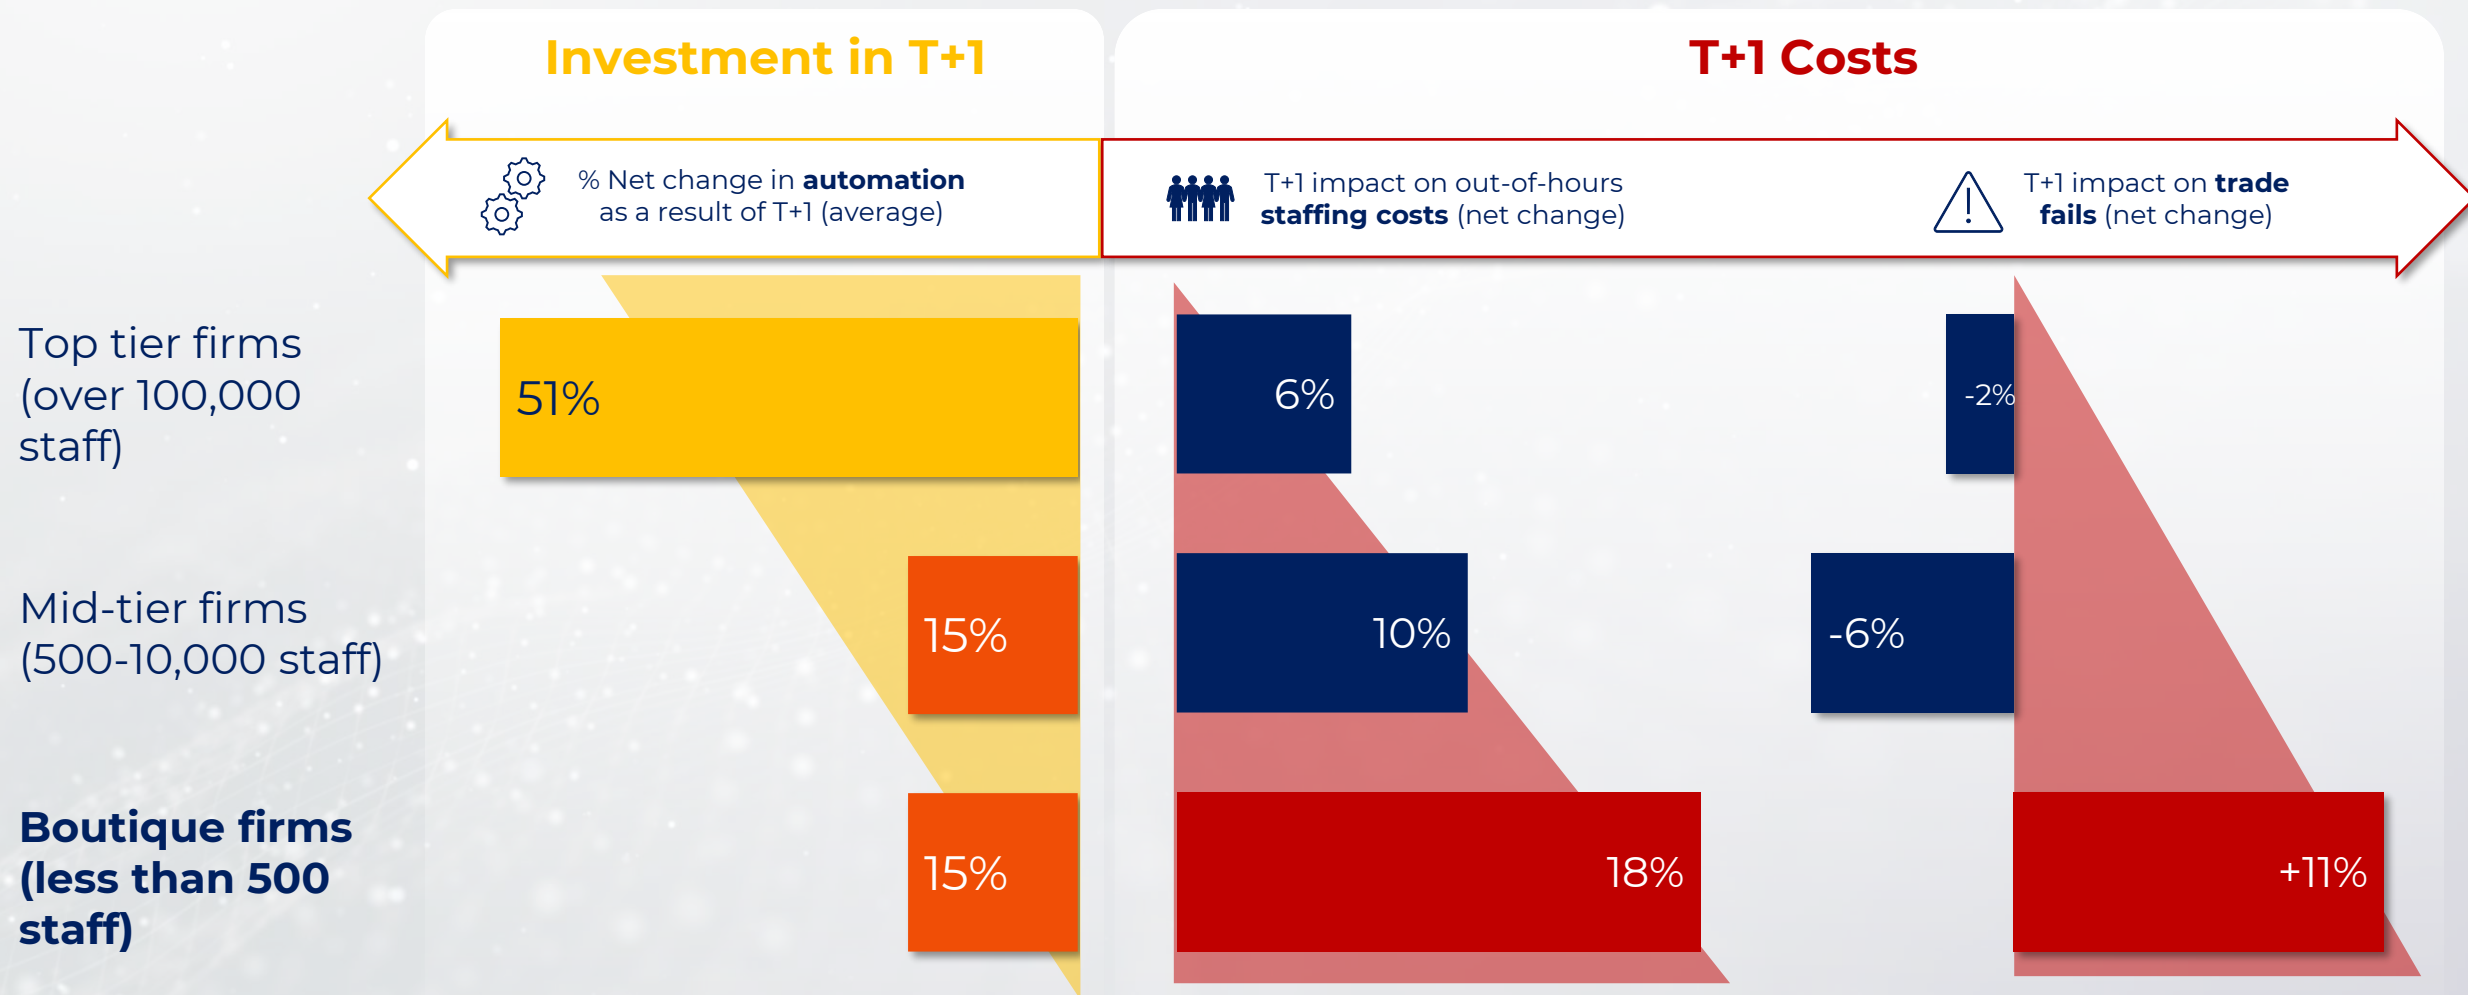 Investment in T+1
T+1 Costs
% Net change in automation
as a result of T+1 (average)
T+1 impact on out-of-hours
staffing costs (net change)
T+1 impact on trade
fails (net change)
Top tier firms
(over 100,000
staff)
51%
6%
-2%
Mid-tier firms
(500-10,000 staff)
15%
10%
-6%
Boutique firms
(less than 500
staff)
15%
18%
+11%